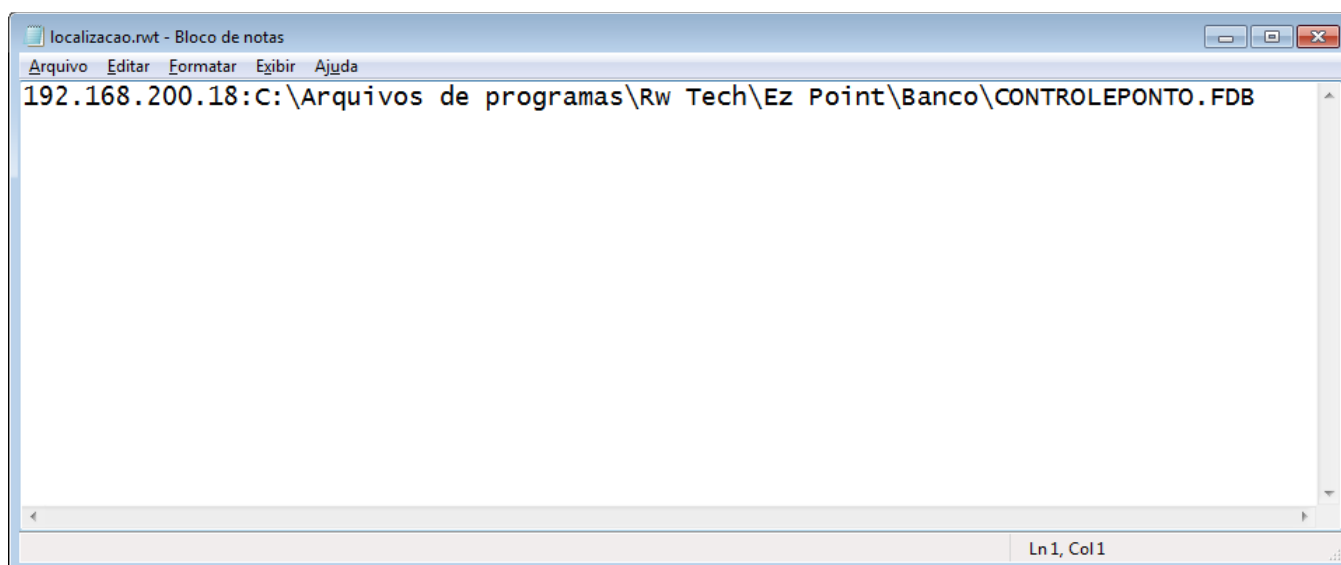 localizacao.rwt - Bloco de notas
Arquivo Editar Formatar Exibir Ajuda
192.168.200.18:C:\Arquivos de programas\Rw Tech\Ez Point\Banco\CONTROLEPONTO.FDB
Ln 1, Col 1